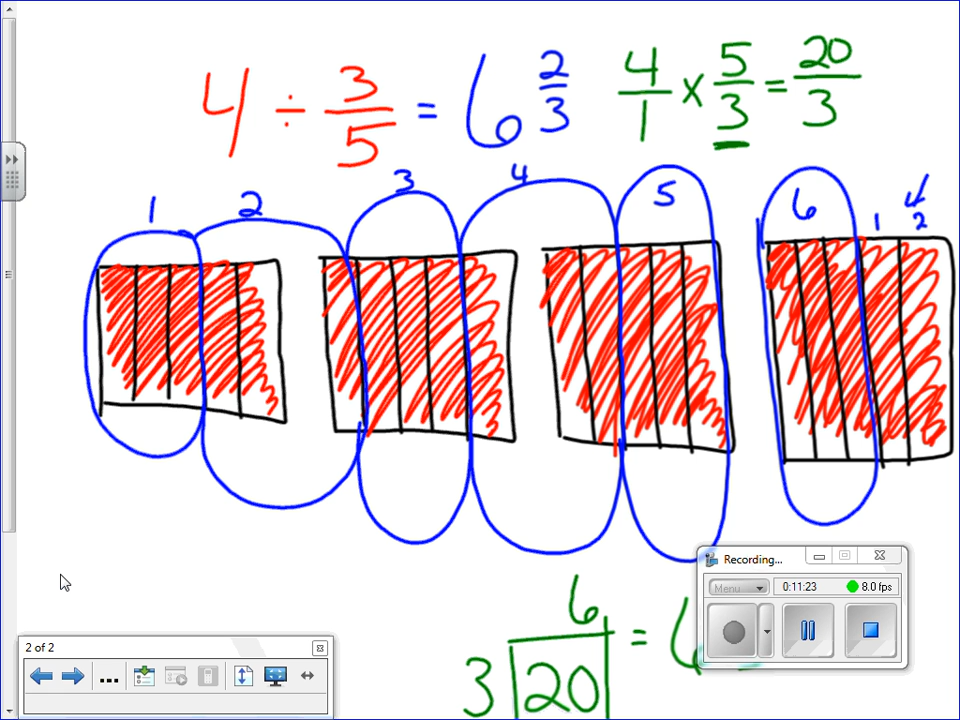 4 ÷ 3/5 = 6 2/3
4/1 x 5/3 = 20/3
1 2 3 4 5 6 1 2
Recording...
Menu 0:11:23 8.0 fps
6
3 20 = 6
2 of 2
...